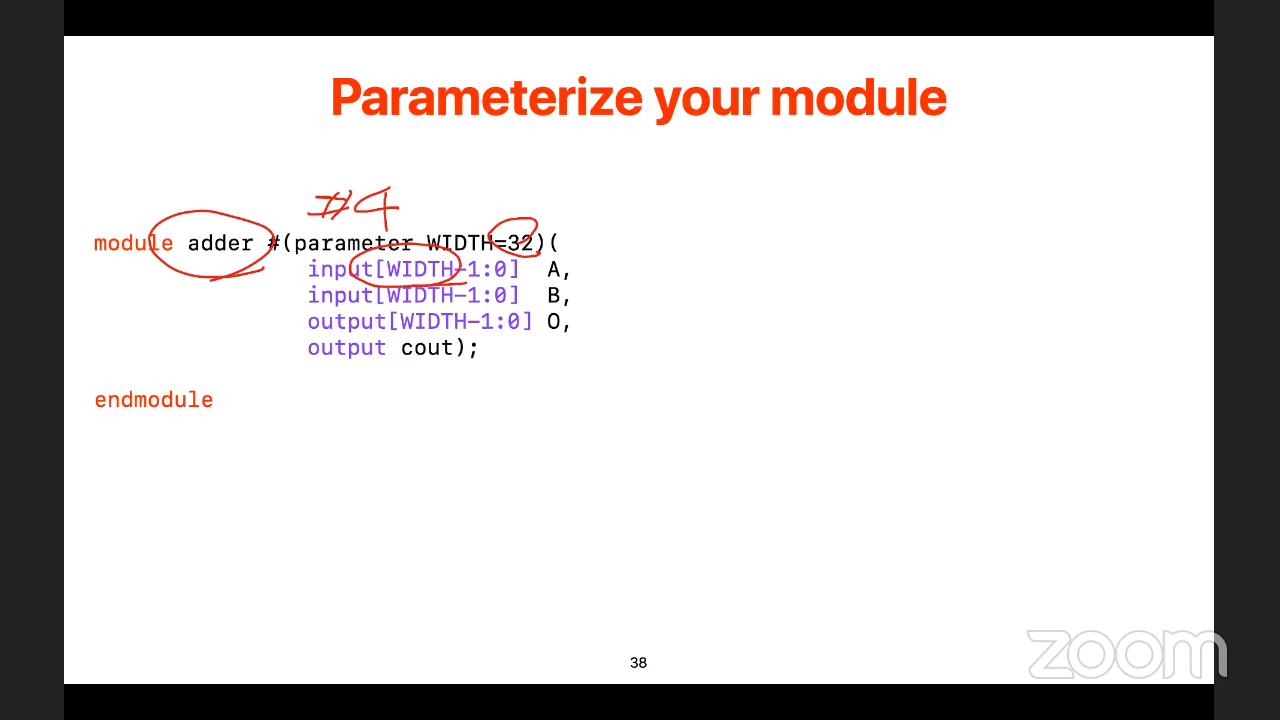 Parameterize your module
#4
module adder #(parameter WIDTH=32)(
input[WIDTH-1:0] A,
input[WIDTH-1:0] B,
output[WIDTH-1:0] O,
output cout);
endmodule
38
zoom